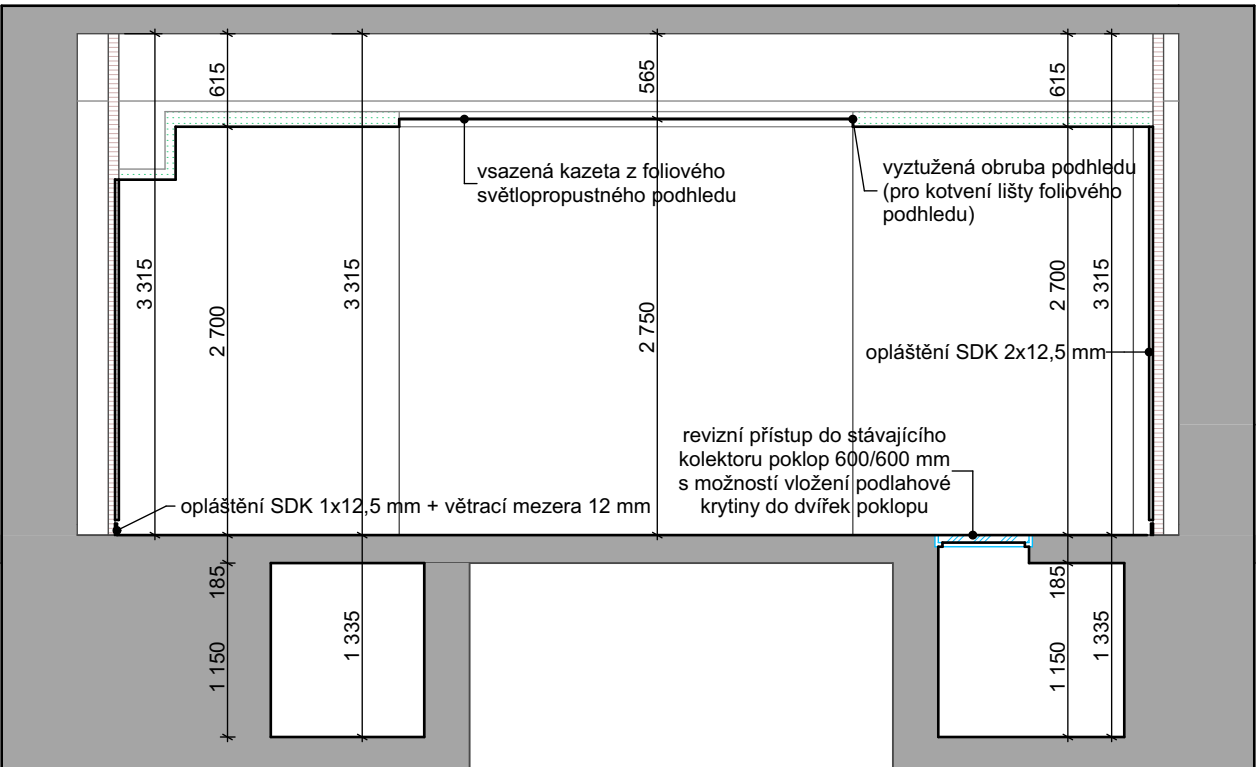 615
565
615
vsazená kazeta z foliového
světlopropustného podhledu
vyztužená obruba podhledu
(pro kotvení lišty foliového
podhledu)
3 315
2 700
3 315
2 750
2 700
3 315
opláštění SDK 2x12,5 mm
revizní přístup do stávajícího
kolektoru poklop 600/600 mm
s možností vložení podlahové
krytiny do dvířek poklopu
opláštění SDK 1x12,5 mm + větrací mezera 12 mm
185
1 150
1 335
185
1 150
1 335